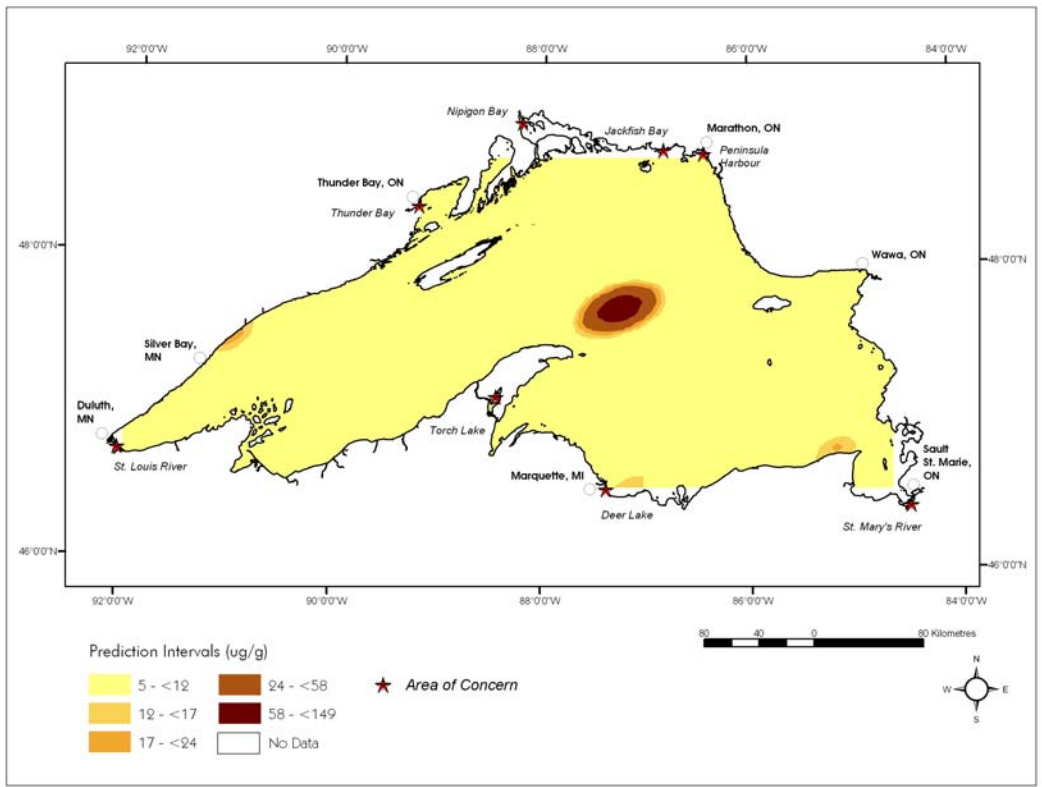 92°0'0"W 90°0'0"W 88°0'0"W 86°0'0"W 84°0'0"W
Nipigon Bay
Jackfish Bay
Marathon, ON
Peninsula
Harbour
Thunder Bay, ON
Thunder Bay
48°0'0"N
48°0'0"N
Wawa, ON
Silver Bay,
MN
Duluth,
MN
St. Louis River
Torch Lake
Marquette, MI
Deer Lake
Sault
St. Marie,
ON
St. Mary's River
46°0'0"N
46°0'0"N
92°0'0"W 90°0'0"W 88°0'0"W 86°0'0"W 84°0'0"W
80 40 0 80 Kilometres
Prediction Intervals (ug/g)
5 - <12
12 - <17
17 - <24
24 - <58
58 - <149
No Data
Area of Concern
N
W E
S